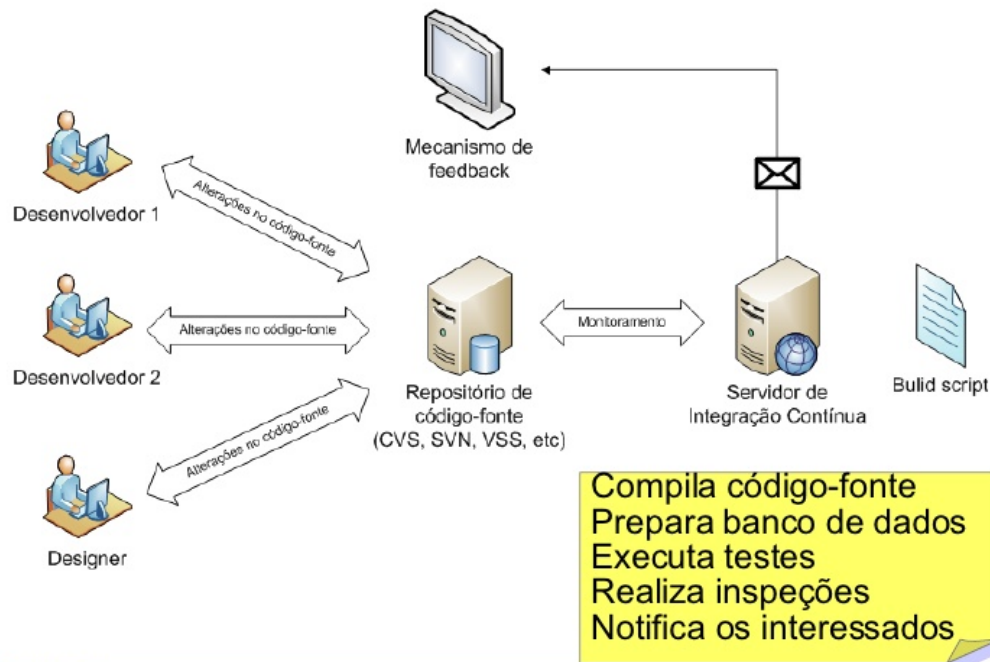 Mecanismo de
feedback
Desenvolvedor 1
Alterações no código-fonte
Desenvolvedor 2
Alterações no código-fonte
Designer
Alterações no código-fonte
Repositório de
código-fonte
(CVS, SVN, VSS, etc)
Monitoramento
Servidor de
Integração Contínua
Bulid script
Compila código-fonte
Prepara banco de dados
Executa testes
Realiza inspeções
Notifica os interessados